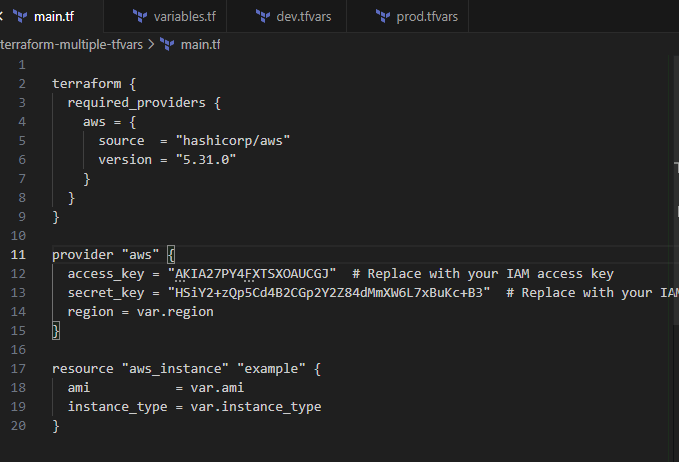 main.tf variables.tf dev.tfvars prod.tfvars
terraform-multiple-tfvars > main.tf
1
2 terraform {
3   required_providers {
4     aws = {
5       source  = "hashicorp/aws"
6       version = "5.31.0"
7     }
8   }
9 }
10
11 provider "aws" {
12   access_key = "AKIA27PY4FXTSXOAUCGJ"  # Replace with your IAM access key
13   secret_key = "HSiY2+zQp5Cd4B2CGp2Y2Z84dMmXW6L7xBuKc+B3"  # Replace with your IAM
14   region = var.region
15 }
16
17 resource "aws_instance" "example" {
18   ami           = var.ami
19   instance_type = var.instance_type
20 }